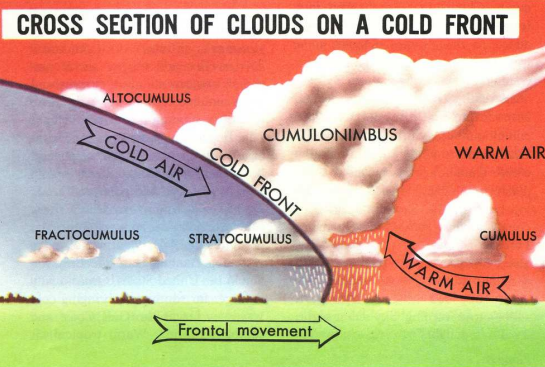 CROSS SECTION OF CLOUDS ON A COLD FRONT
ALTOCUMULUS
COLD AIR
COLD FRONT
CUMULONIMBUS
WARM AIR
FRACTOCUMULUS
STRATOCUMULUS
CUMULUS
WARM AIR
Frontal movement